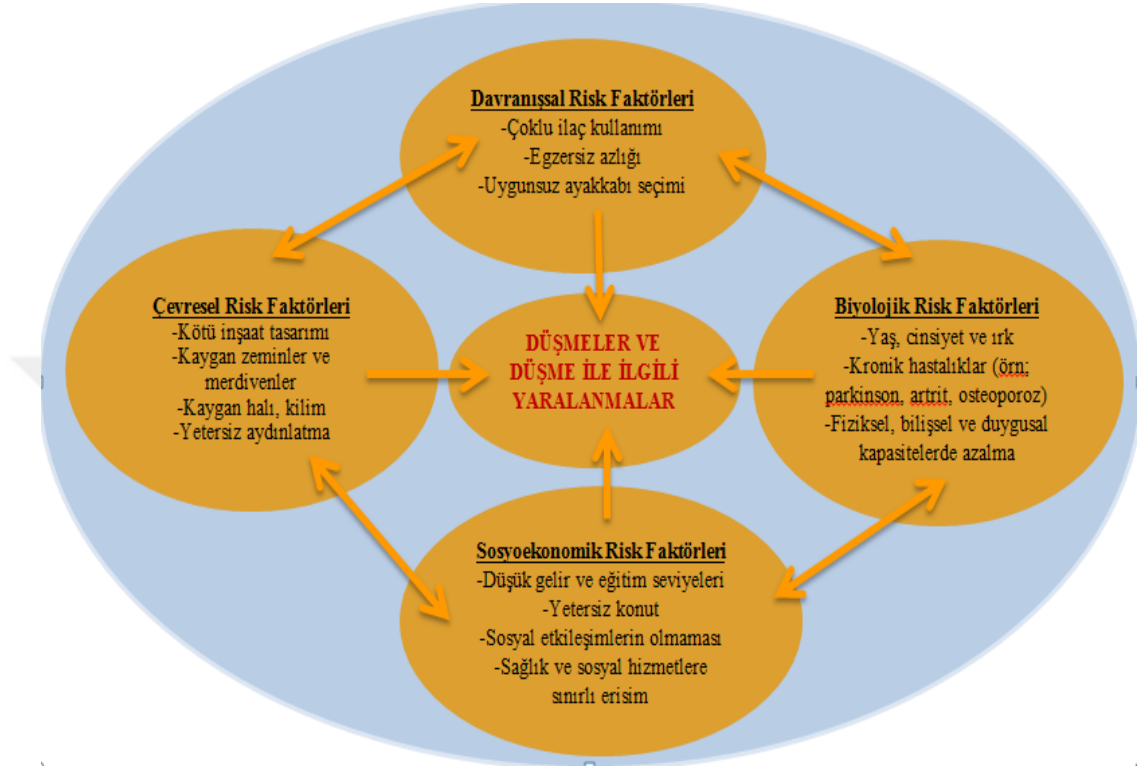 Davranışsal Risk Faktörleri
-Çoklu ilaç kullanımı
-Egzersiz azlığı
-Uygunsuz ayakkabı seçimi
Çevresel Risk Faktörleri
-Kötü inşaat tasarımı
-Kaygan zeminler ve
merdivenler
-Kaygan halı, kilim
-Yetersiz aydınlatma
DÜŞMELER VE
DÜŞME İLE İLGİLİ
YARALANMALAR
Biyolojik Risk Faktörleri
-Yaş, cinsiyet ve ırk
-Kronik hastalıklar (örn;
parkinson, artrit, osteoporoz)
-Fiziksel, bilişsel ve duygusal
kapasitelerde azalma
Sosyoekonomik Risk Faktörleri
-Düşük gelir ve eğitim seviyeleri
-Yetersiz konut
-Sosyal etkileşimlerin olmaması
-Sağlık ve sosyal hizmetlere
sınırlı erisim